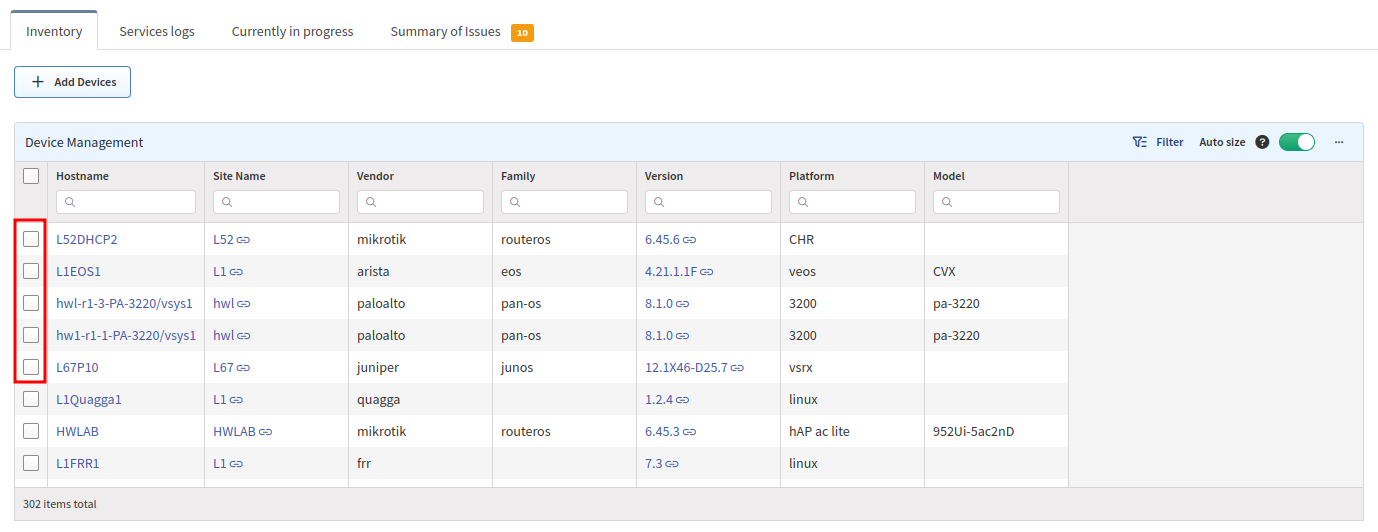 Inventory Services logs Currently in progress Summary of Issues 10
+ Add Devices
Device Management Filter Auto size ? ...
Hostname Site Name Vendor Family Version Platform Model
L52DHCP2 L52 mikrotik routeros 6.45.6 CHR
L1EOS1 L1 arista eos 4.21.1.1F veos CVX
hwl-r1-3-PA-3220/vsys1 hwl paloalto pan-os 8.1.0 3200 pa-3220
hw1-r1-1-PA-3220/vsys1 hwl paloalto pan-os 8.1.0 3200 pa-3220
L67P10 L67 juniper junos 12.1X46-D25.7 vsrx
L1Quagga1 L1 quagga 1.2.4 linux
HWLAB HWLAB mikrotik routeros 6.45.3 hAP ac lite 952Ui-5ac2nD
L1FRR1 L1 frr 7.3 linux
302 items total